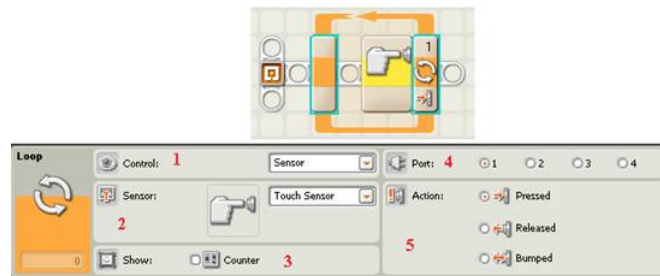 1
Loop
Control: 1 Sensor
Port: 4 1 2 3 4
Sensor: Touch Sensor
2
Action: Pressed
5
Released
Bumped
0
Show: Counter 3